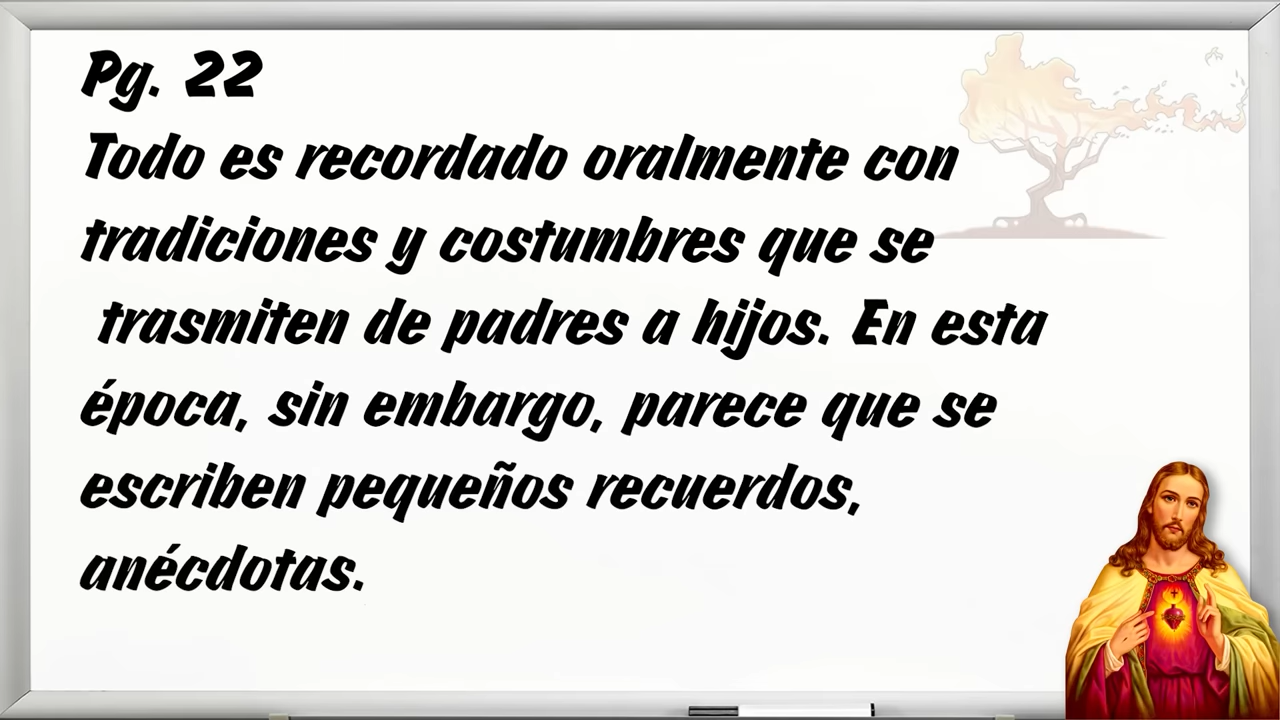 Pg. 22
Todo es recordado oralmente con
tradiciones y costumbres que se
trasmiten de padres a hijos. En esta
época, sin embargo, parece que se
escriben pequeños recuerdos,
anécdotas.